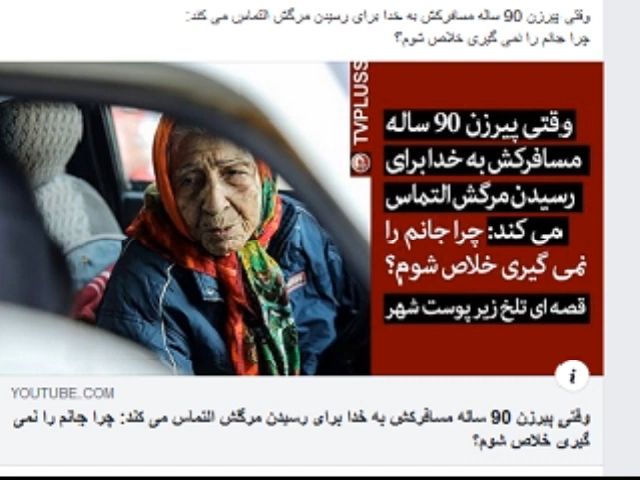 وقتی پیرزن 90 ساله مسافرکش به خدا برای رسیدن مرگش التماس می کند:
چرا جانم را نمی گیری خلاص شوم؟
TVPLUSS
وقتی پیرزن 90 ساله
مسافرکش به خدا برای
رسیدن مرگش التماس
می کند: چرا جانم را
نمی گیری خلاص شوم؟
قصه ای تلخ زیر پوست شهر
i
YOUTUBE.COM
وقتی پیرزن 90 ساله مسافرکش به خدا برای رسیدن مرگش التماس می کند: چرا جانم را نمی
گیری خلاص شوم؟